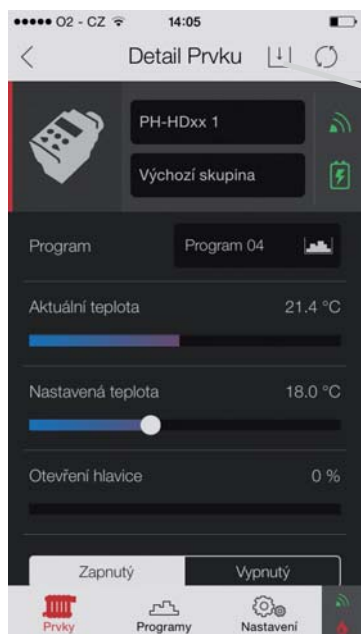 O2 - CZ 14:05
Detail Prvku
PH-HDxx 1
Výchozí skupina
Program Program 04
Aktuální teplota 21.4 °C
Nastavená teplota 18.0 °C
Otevření hlavice 0 %
Zapnutý Vypnutý
Prvky Programy Nastavení